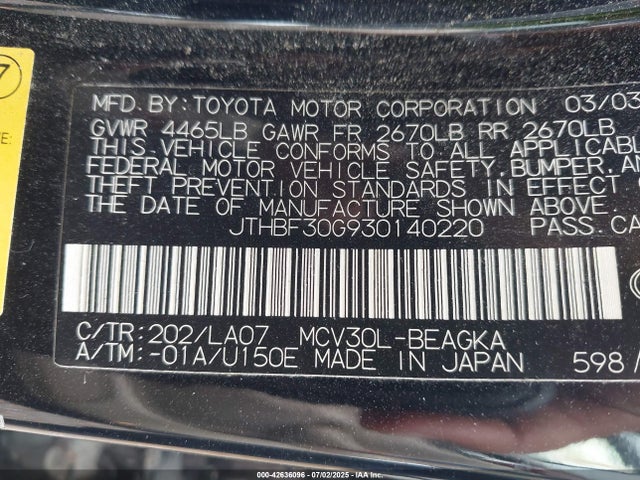 7
E:
MFD. BY: TOYOTA MOTOR CORPORATION 03/03
GVWR 4465LB GAWR FR 2670LB RR 2670LB
THIS VEHICLE CONFORMS TO ALL APPLICABL
FEDERAL MOTOR VEHICLE SAFETY, BUMPER, AN
THEFT PREVENTION STANDARDS IN EFFECT
THE DATE OF MANUFACTURE SHOWN ABOVE.
JTHBF30G930140220 PASS. CA
C/TR: 202/LA07 MCV30L-BEAGKA
A/TM: -01A/U150E MADE IN JAPAN 598/
000-42636096 - 07/02/2025 - IAA Inc.